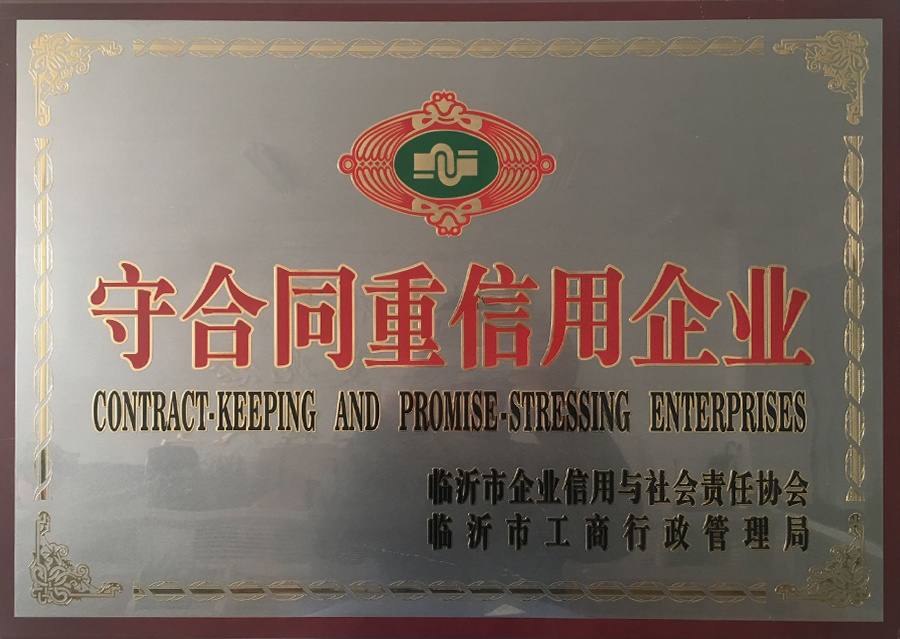 守合同重信用企业
CONTRACT-KEEPING AND PROMISE-STRESSING ENTERPRISES
临沂市企业信用与社会责任协会
临沂市工商行政管理局